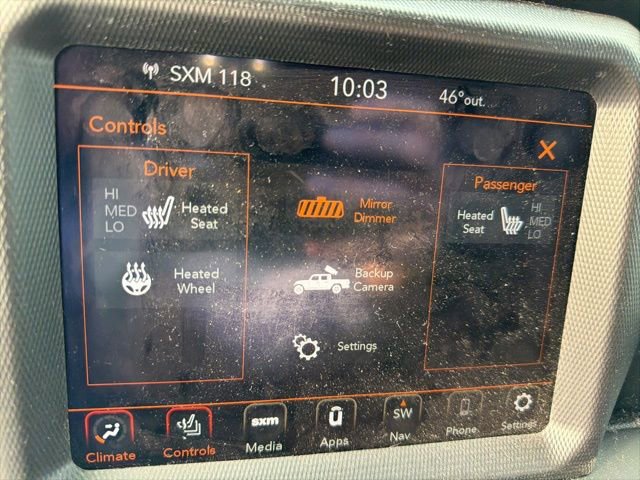 SXM 118
10:03
46° out.
Controls
X
Driver
HI
MED
LO
Heated
Seat
Heated
Wheel
Mirror
Dimmer
Backup
Camera
Settings
Passenger
Heated
Seat
HI
MED
LO
Climate
Controls
sxm
Media
Apps
SW
Nav
Phone
Settings